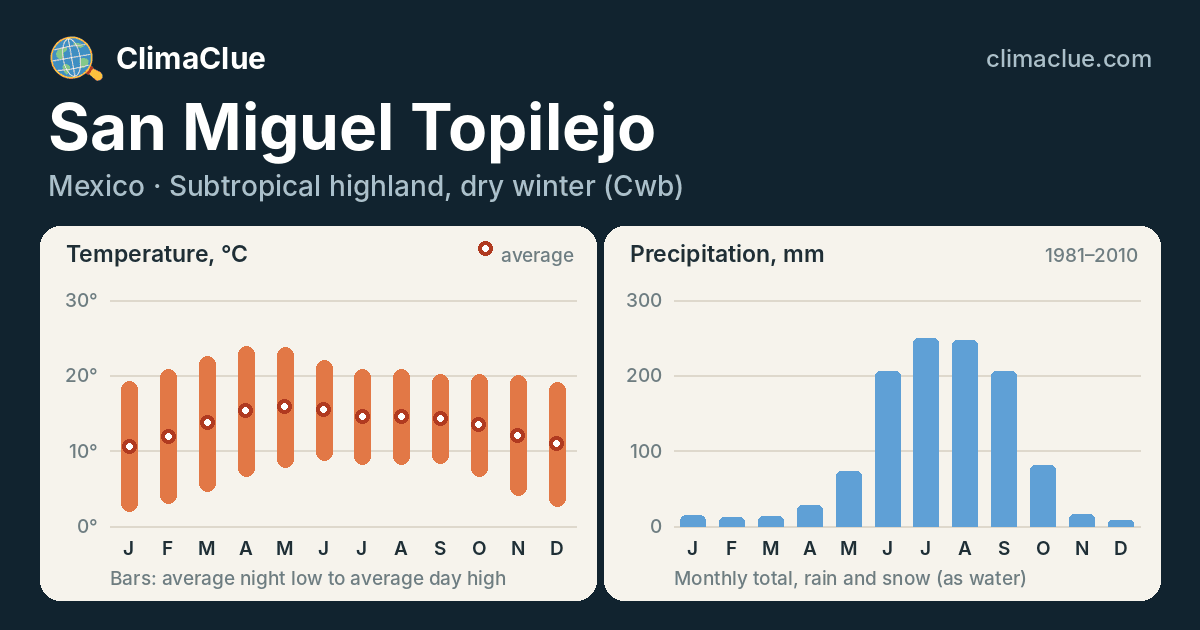 ClimaClue
climaclue.com
San Miguel Topilejo
Mexico · Subtropical highland, dry winter (Cwb)
Temperature, °C
average
30°
20°
10°
0°
J F M A M J J A S O N D
Bars: average night low to average day high
Precipitation, mm
1981–2010
300
200
100
0
J F M A M J J A S O N D
Monthly total, rain and snow (as water)